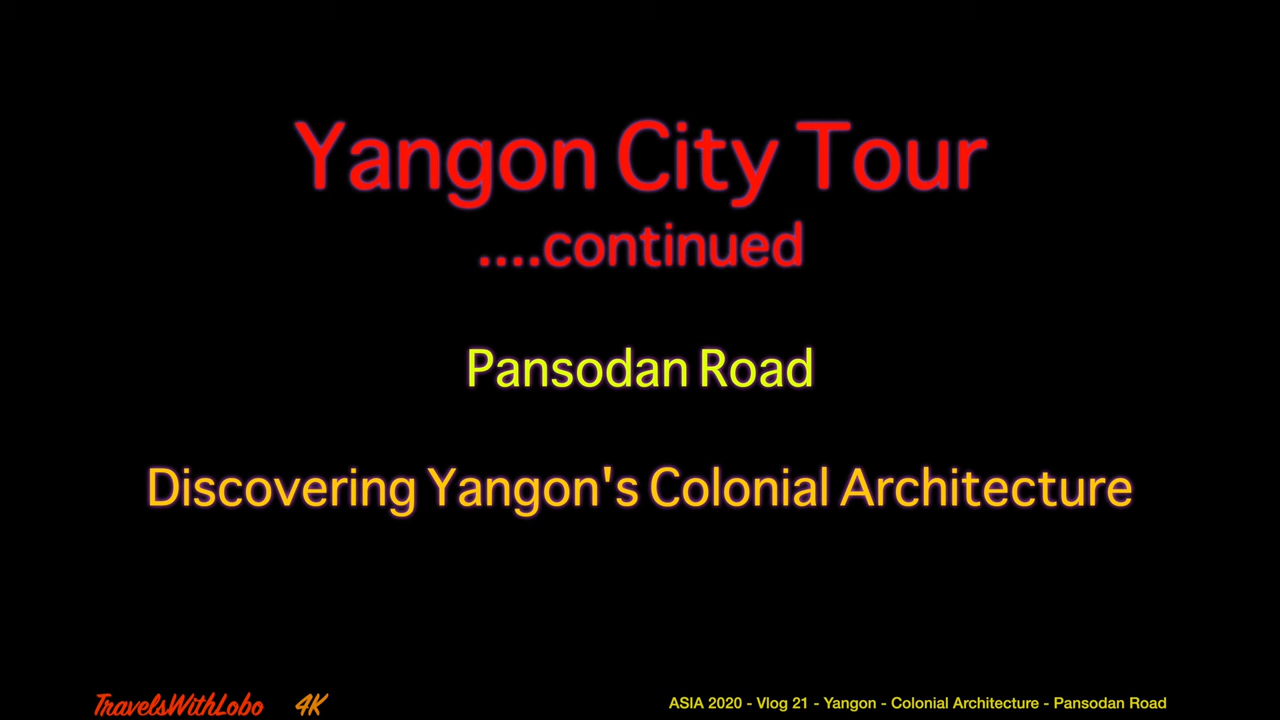 Yangon City Tour
....continued
Pansodan Road
Discovering Yangon's Colonial Architecture
TravelsWithLobo 4K
ASIA 2020 - Vlog 21 - Yangon - Colonial Architecture - Pansodan Road